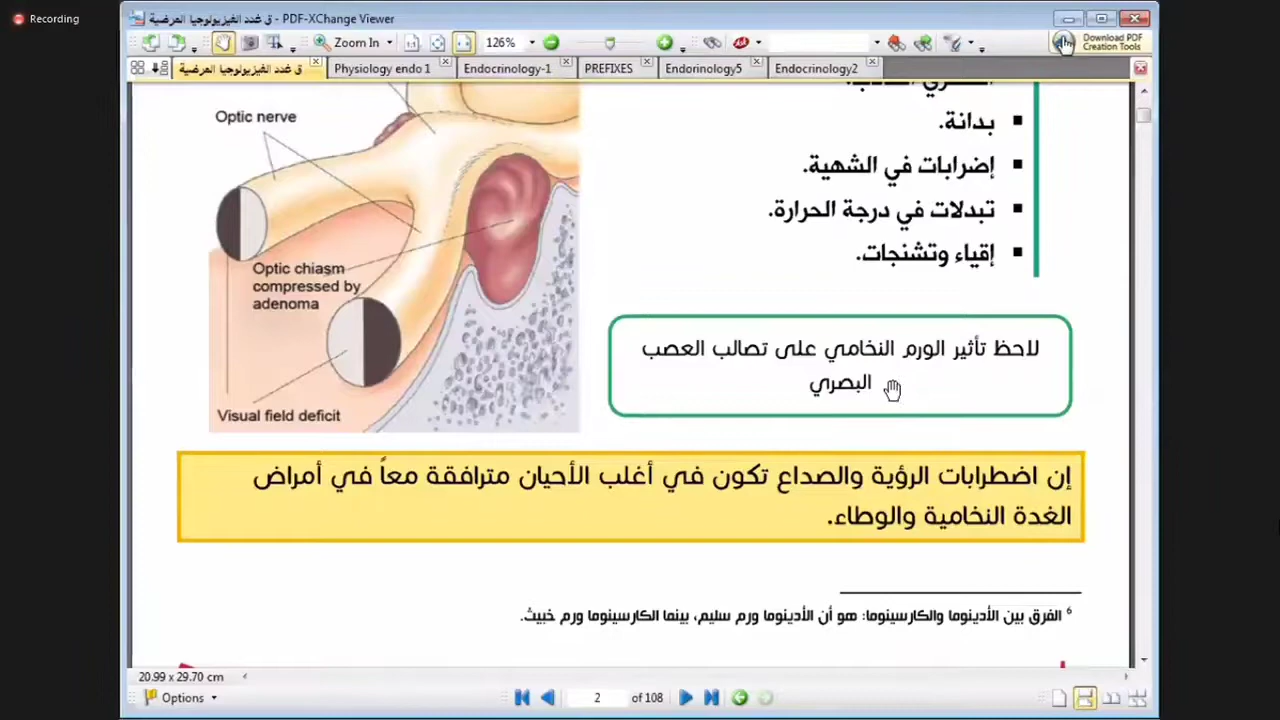 Recording
ق غدد الفيزيولوجيا المرضية - PDF-XChange Viewer
Zoom In
126%
Download PDF
Creation Tools
ق غدد الفيزيولوجيا المرضية
Physiology endo 1
Endocrinology-1
PREFIXES
Endorinology5
Endocrinology2
Optic nerve
Optic chiasm
compressed by
adenoma
Visual field deficit
بدانة.
إضرابات في الشهية.
تبدلات في درجة الحرارة.
إقياء وتشنجات.
لاحظ تأثير الورم النخامي على تصالب العصب
البصري
إن اضطرابات الرؤية والصداع تكون في أغلب الأحيان مترافقة معاً في أمراض
الغدة النخامية والوطاء.
6 الفرق بين الأدينوما والكارسينوما: هو أن الأدينوما ورم سليم، بينما الكارسينوما ورم خبيث.
20.99 x 29.70 cm
Options
2
of 108